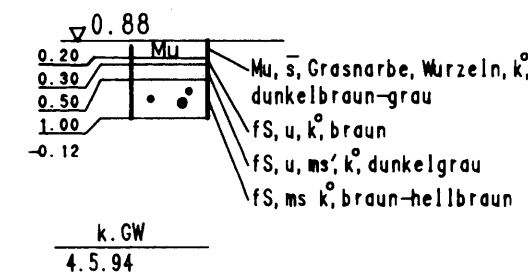 ▽ 0.88
Mu
0.20
0.30
0.50
1.00
-0.12
Mu, s̄, Grasnarbe, Wurzeln, k°,
dunkelbraun-grau
fS, u, k°, braun
fS, u, ms', k°, dunkelgrau
fS, ms k°, braun-hellbraun
k. GW
4.5.94